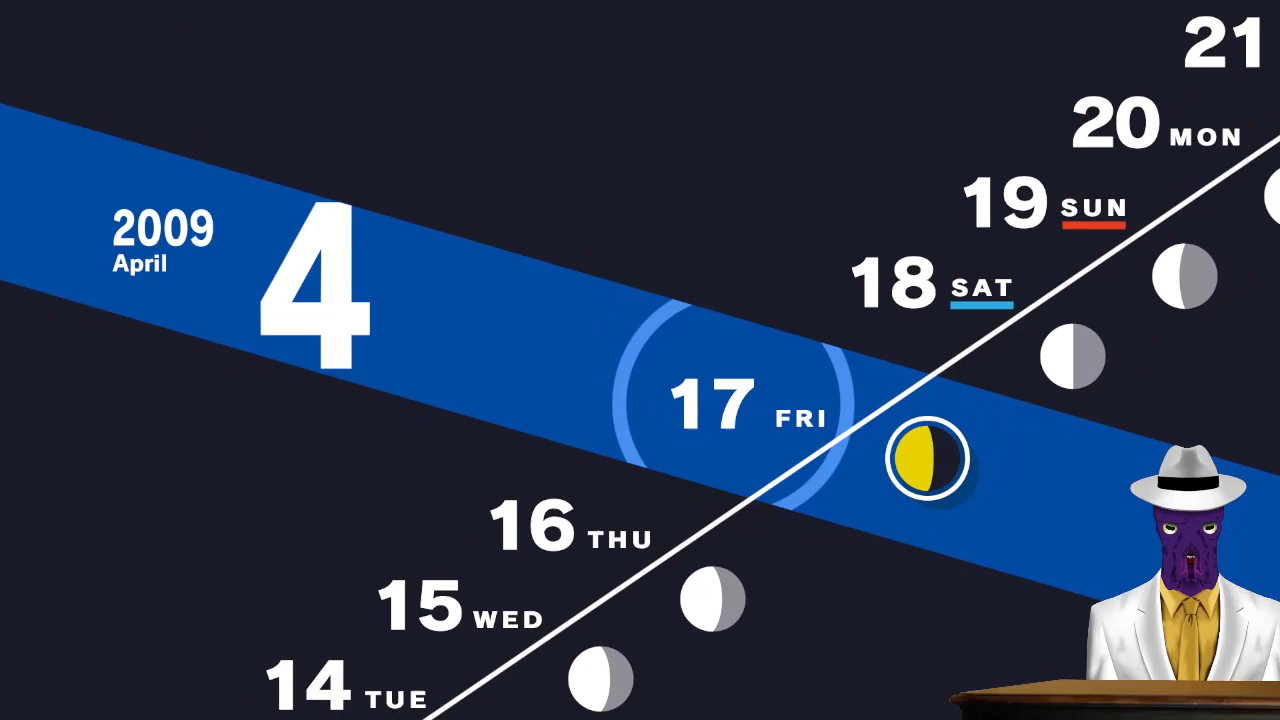 21
20 MON
19 SUN
18 SAT
2009
April
4
17 FRI
16 THU
15 WED
14 TUE